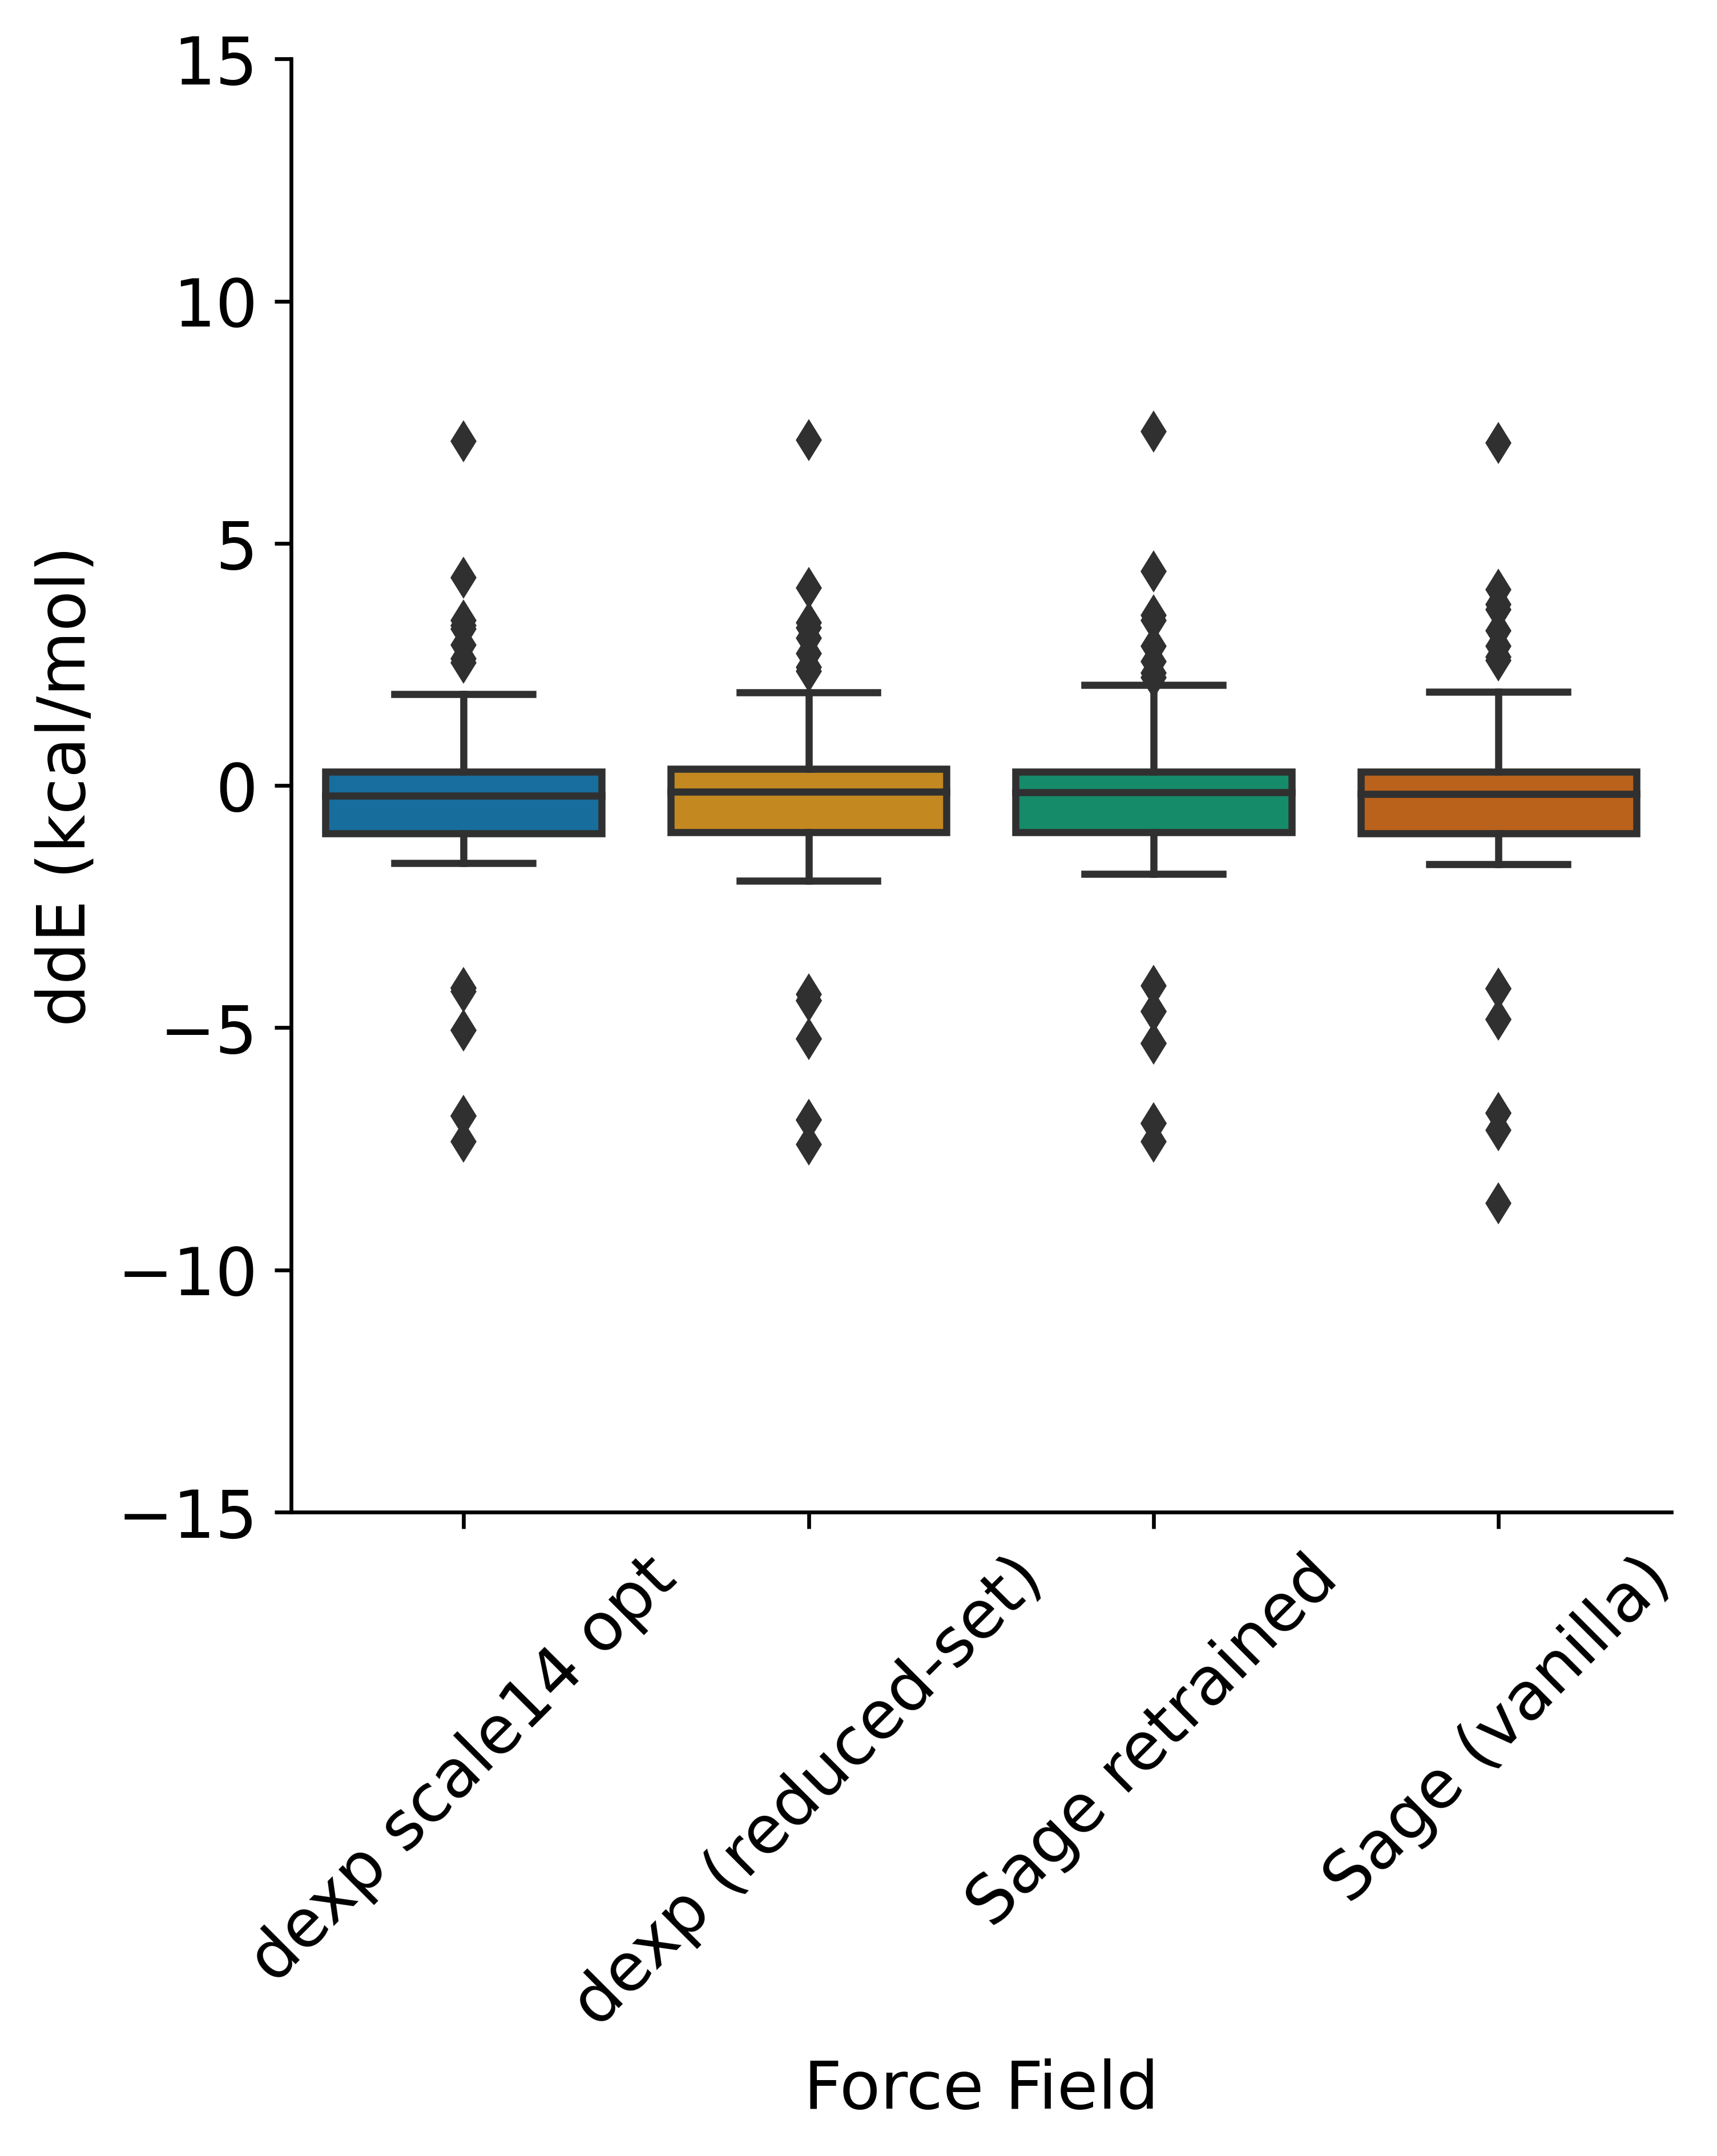 15
10
5
0
−5
−10
−15
ddE (kcal/mol)
dexp scale14 opt
dexp (reduced-set)
Sage retrained
Sage (vanilla)
Force Field